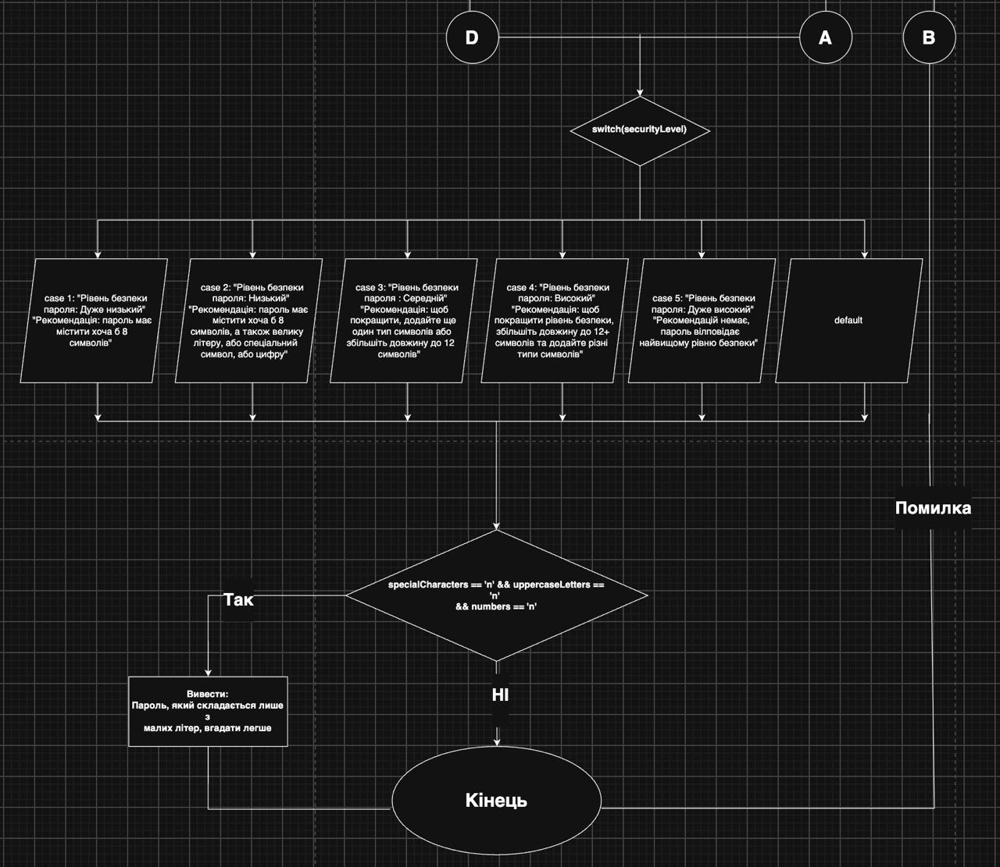 D
A
B
switch(securityLevel)
case 1: "Рівень безпеки
пароля: Дуже низький"
"Рекомендація: пароль має
містити хоча б 8
символів"
case 2: "Рівень безпеки
пароля: Низький"
"Рекомендація: пароль має
містити хоча б 8
символів, а також велику
літеру, або спеціальний
символ, або цифру"
case 3: "Рівень безпеки
пароля : Середній"
"Рекомендація: щоб
покращити, додайте ще
один тип символів або
збільшіть довжину до 12
символів"
case 4: "Рівень безпеки
пароля: Високий"
"Рекомендація: щоб
покращити рівень безпеки,
збільшіть довжину до 12+
символів та додайте різні
типи символів"
case 5: "Рівень безпеки
пароля: Дуже високий"
"Рекомендацій немає,
пароль вілповідає
найвищому рівню безпеки"
default
Помилка
specialCharacters == 'n' && uppercaseLetters ==
'n'
&& numbers == 'n'
Так
Вивести:
Пароль, який складається лише
з
малих літер, вгадати легше
НІ
Кінець